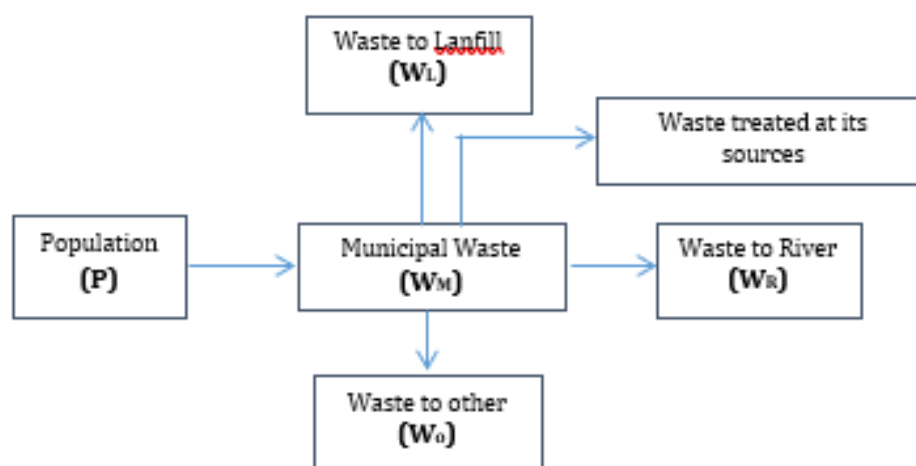 Waste to Lanfill
(WL)
Waste treated at its
sources
Population
(P)
Municipal Waste
(WM)
Waste to River
(WR)
Waste to other
(Wo)